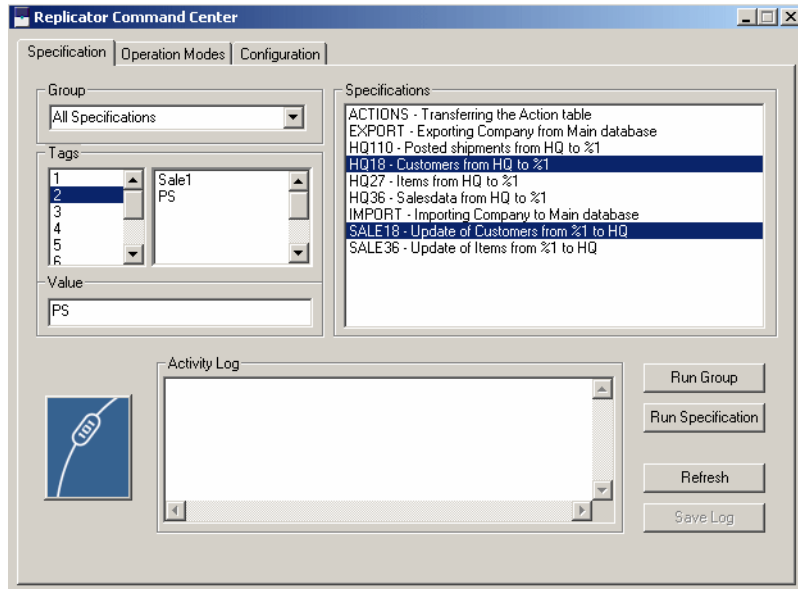 Replicator Command Center
Specification Operation Modes Configuration
Group
All Specifications
Tags
1
2
3
4
5
6
Sale1
PS
Value
PS
Specifications
ACTIONS - Transferring the Action table
EXPORT - Exporting Company from Main database
HQ110 - Posted shipments from HQ to %1
HQ18 - Customers from HQ to %1
HQ27 - Items from HQ to %1
HQ36 - Salesdata from HQ to %1
IMPORT - Importing Company to Main database
SALE18 - Update of Customers from %1 to HQ
SALE36 - Update of Items from %1 to HQ
101
Activity Log
Run Group
Run Specification
Refresh
Save Log